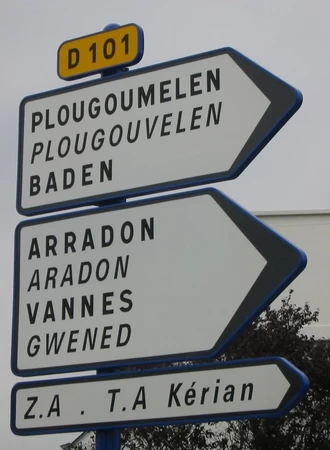 D 101
PLOUGOUMELEN
PLOUGOUVELEN
BADEN
ARRADON
ARADON
VANNES
GWENED
Z.A . T.A Kérian